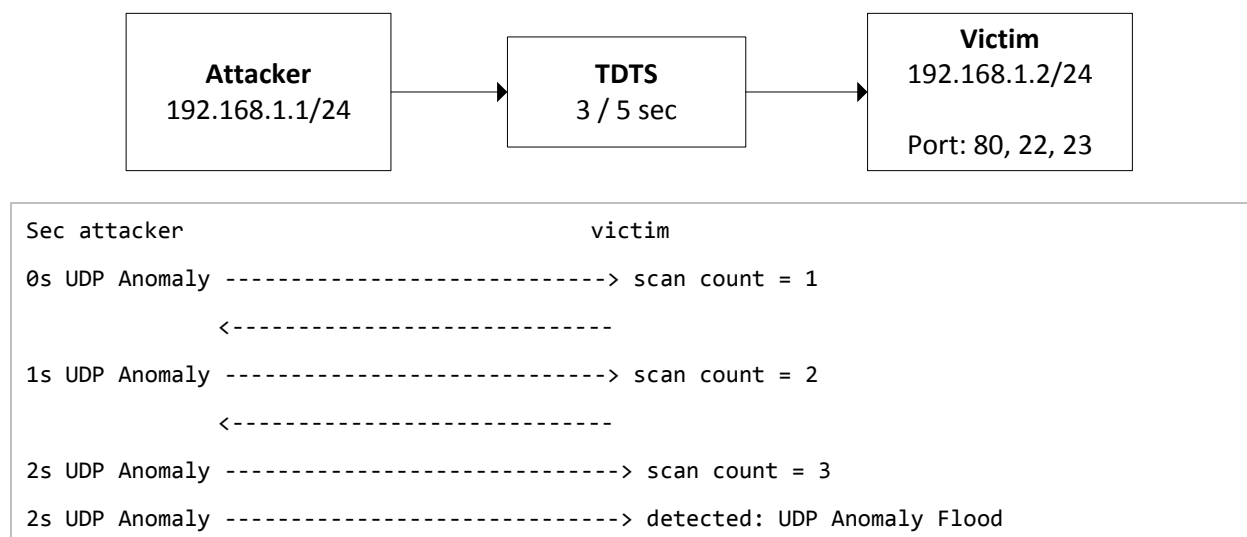 Attacker
192.168.1.1/24
TDTS
3 / 5 sec
Victim
192.168.1.2/24
Port: 80, 22, 23
Sec attacker victim
0s UDP Anomaly -----------------------------> scan count = 1
<-----------------------------
1s UDP Anomaly -----------------------------> scan count = 2
<-----------------------------
2s UDP Anomaly ------------------------------> scan count = 3
2s UDP Anomaly ------------------------------> detected: UDP Anomaly Flood